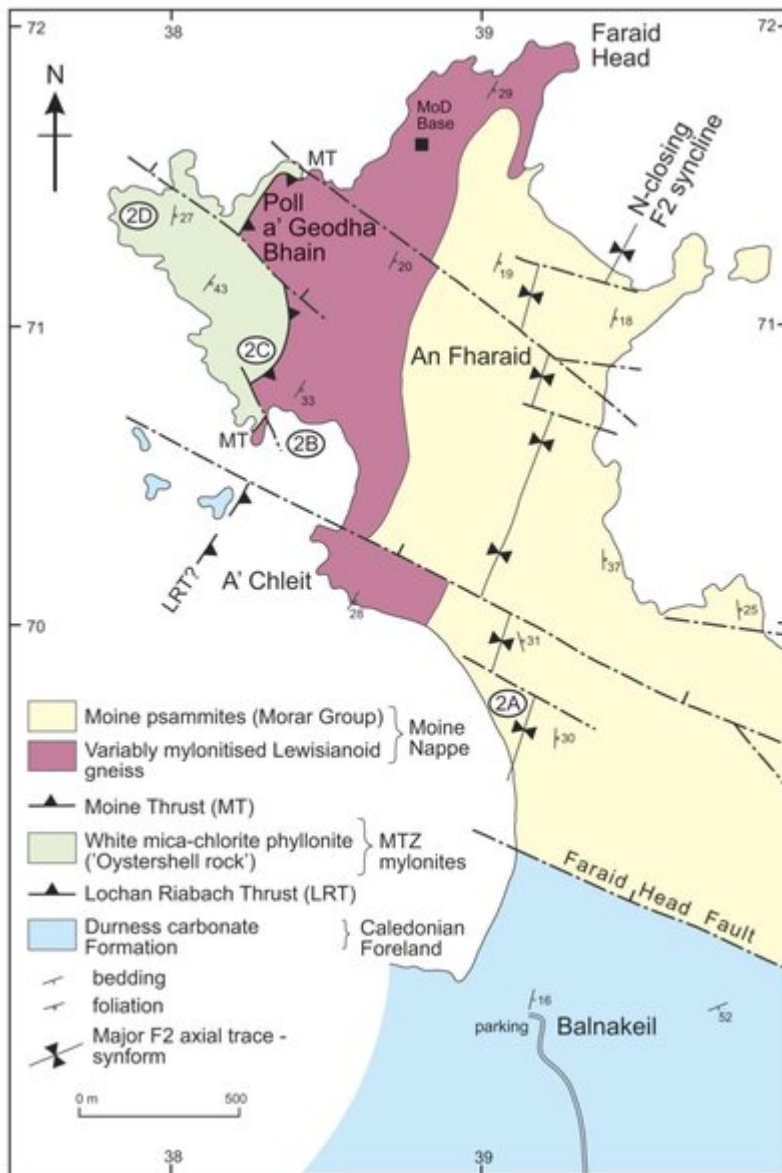 72
38
39
72
Faraid
Head
N
MoD
Base
29
MT
N-closing
F2 syncline
2D
27
Poll
a' Geodha
Bhain
20
19
43
18
71
71
2C
An Fharaid
33
MT
2B
LRT?
A' Chleit
37
28
25
70
70
31
2A
30
Moine psammites (Morar Group)
Variably mylonitised Lewisianoid
gneiss
Moine
Nappe
Moine Thrust (MT)
White mica-chlorite phyllonite
('Oystershell rock')
MTZ
mylonites
Lochan Riabach Thrust (LRT)
Durness carbonate
Formation
Caledonian
Foreland
bedding
foliation
Major F2 axial trace -
synform
0 m
500
Faraid Head Fault
16
parking
Balnakeil
52
38
39